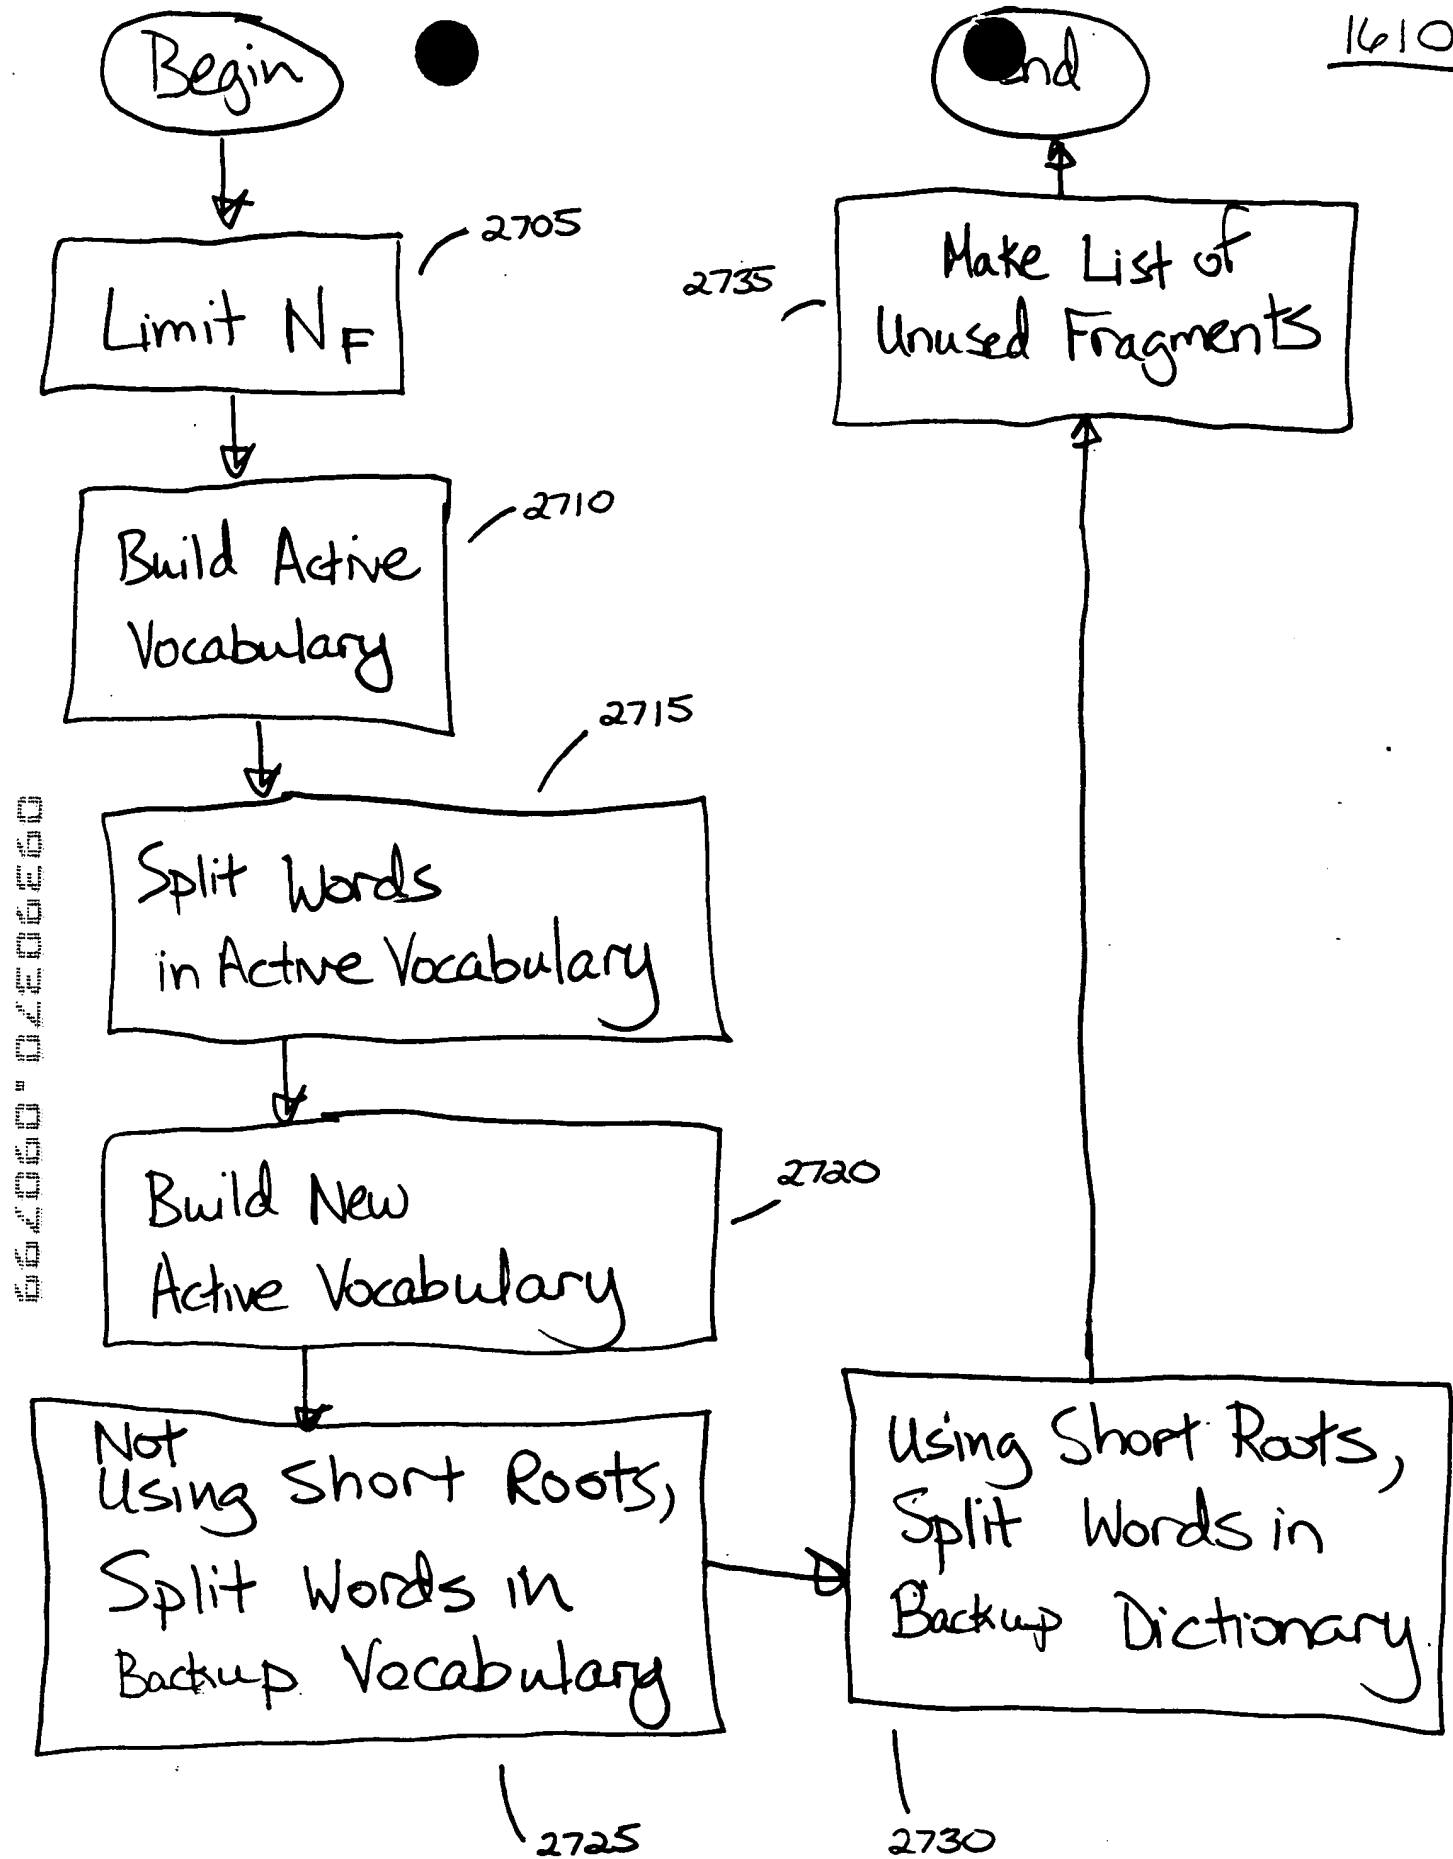 Begin
2705
Limit N_F
2710
Build Active
Vocabulary
2715
Split Words
in Active Vocabulary
2720
Build New
Active Vocabulary
Not
Using Short Roots,
Split Words in
Backup Vocabulary
2725
Using Short Roots,
Split Words in
Backup Dictionary
2730
2735
Make List of
Unused Fragments
nd
1610